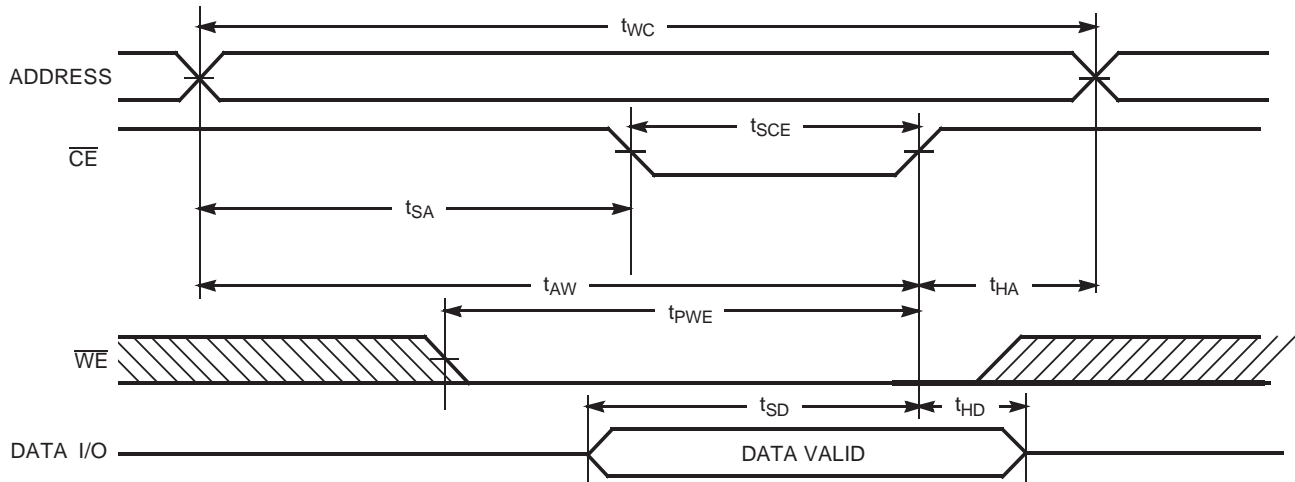 tWC
ADDRESS
tSCE
CE
tSA
tAW
tHA
tPWE
WE
tSD
tHD
DATA I/O
DATA VALID